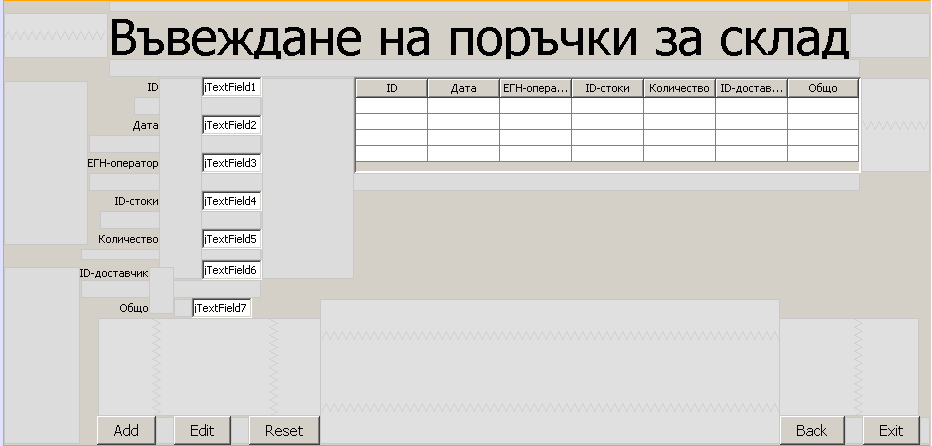 Въвеждане на поръчки за склад
ID jTextField1 ID Дата ЕГН-опера... ID-стоки Количество ID-достав... Общо
Дата jTextField2
ЕГН-оператор jTextField3
ID-стоки jTextField4
Количество jTextField5
ID-доставчик jTextField6
Общо jTextField7
Add Edit Reset Back Exit